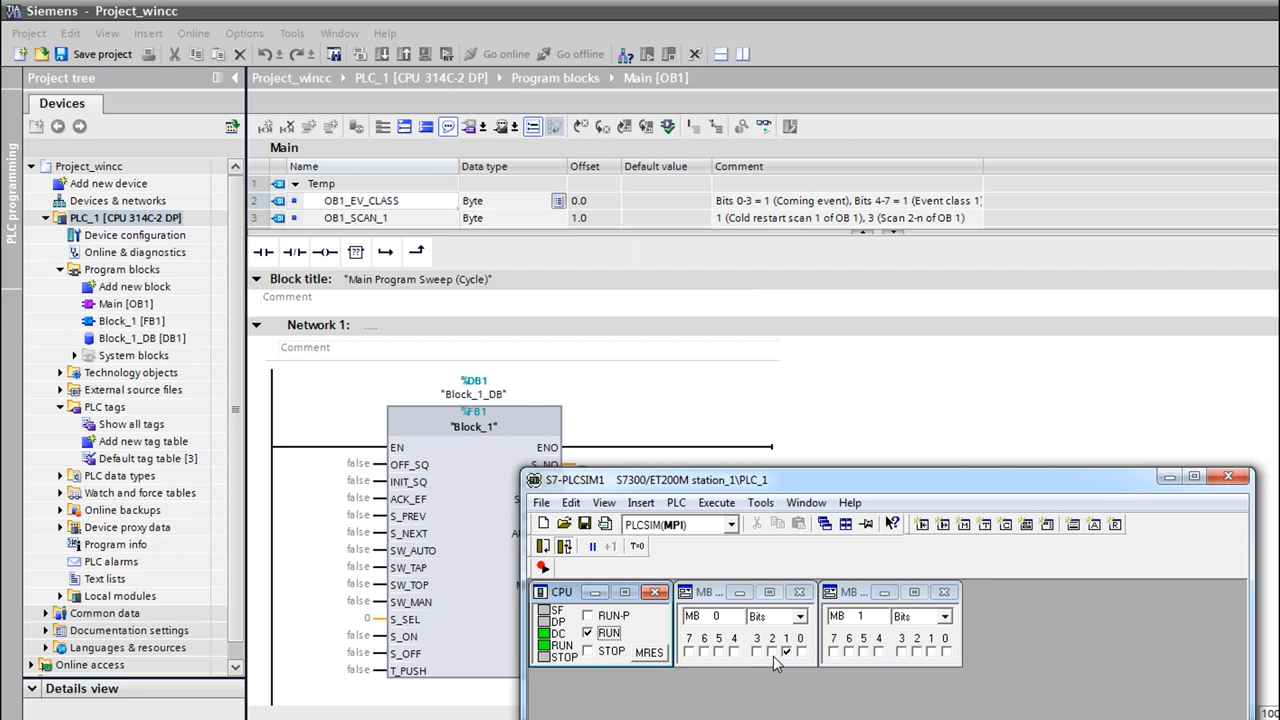 Siemens - Project_wincc
TIA V13
Project Edit View Insert Online Options Tools Window Help
Save project Go online Go offline
Project tree
Project_wincc PLC_1 [CPU 314C-2 DP] Program blocks Main [OB1]
Devices
PLC programming
Project_wincc
Add new device
Devices & networks
PLC_1 [CPU 314C-2 DP]
Device configuration
Online & diagnostics
Program blocks
Add new block
Main [OB1]
Block_1 [FB1]
Block_1_DB [DB1]
System blocks
Technology objects
External source files
PLC tags
Show all tags
Add new tag table
Default tag table [3]
PLC data types
Watch and force tables
Online backups
Device proxy data
Program info
PLC alarms
Text lists
Local modules
Common data
Documentation settings
Languages & resources
Online access
Details view
Main
Name Data type Offset Default value Comment
1 Temp
2 OB1_EV_CLASS Byte 0.0 Bits 0-3 = 1 (Coming event), Bits 4-7 = 1 (Event class 1)
3 OB1_SCAN_1 Byte 1.0 1 (Cold restart scan 1 of OB 1), 3 (Scan 2-n of OB 1)
??
Block title: "Main Program Sweep (Cycle)"
Comment
Network 1: .....
Comment
%DB1
"Block_1_DB"
%FB1
"Block_1"
EN ENO
false OFF_SQ S_NO ...
false INIT_SQ
false ACK_EF
false S_PREV
false S_NEXT
false SW_AUTO
false SW_TAP
false SW_TOP
false SW_MAN
0 S_SEL
false S_ON
false S_OFF
false T_PUSH
S7-PLCSIM1 S7300/ET200M station_1\PLC_1
File Edit View Insert PLC Execute Tools Window Help
PLCSIM(MPI)
+1 T=0
CPU
SF
DP
DC
RUN
STOP
RUN-P
RUN
STOP
MRES
MB ...
MB 0 Bits
7 6 5 4 3 2 1 0
MB ...
MB 1 Bits
7 6 5 4 3 2 1 0